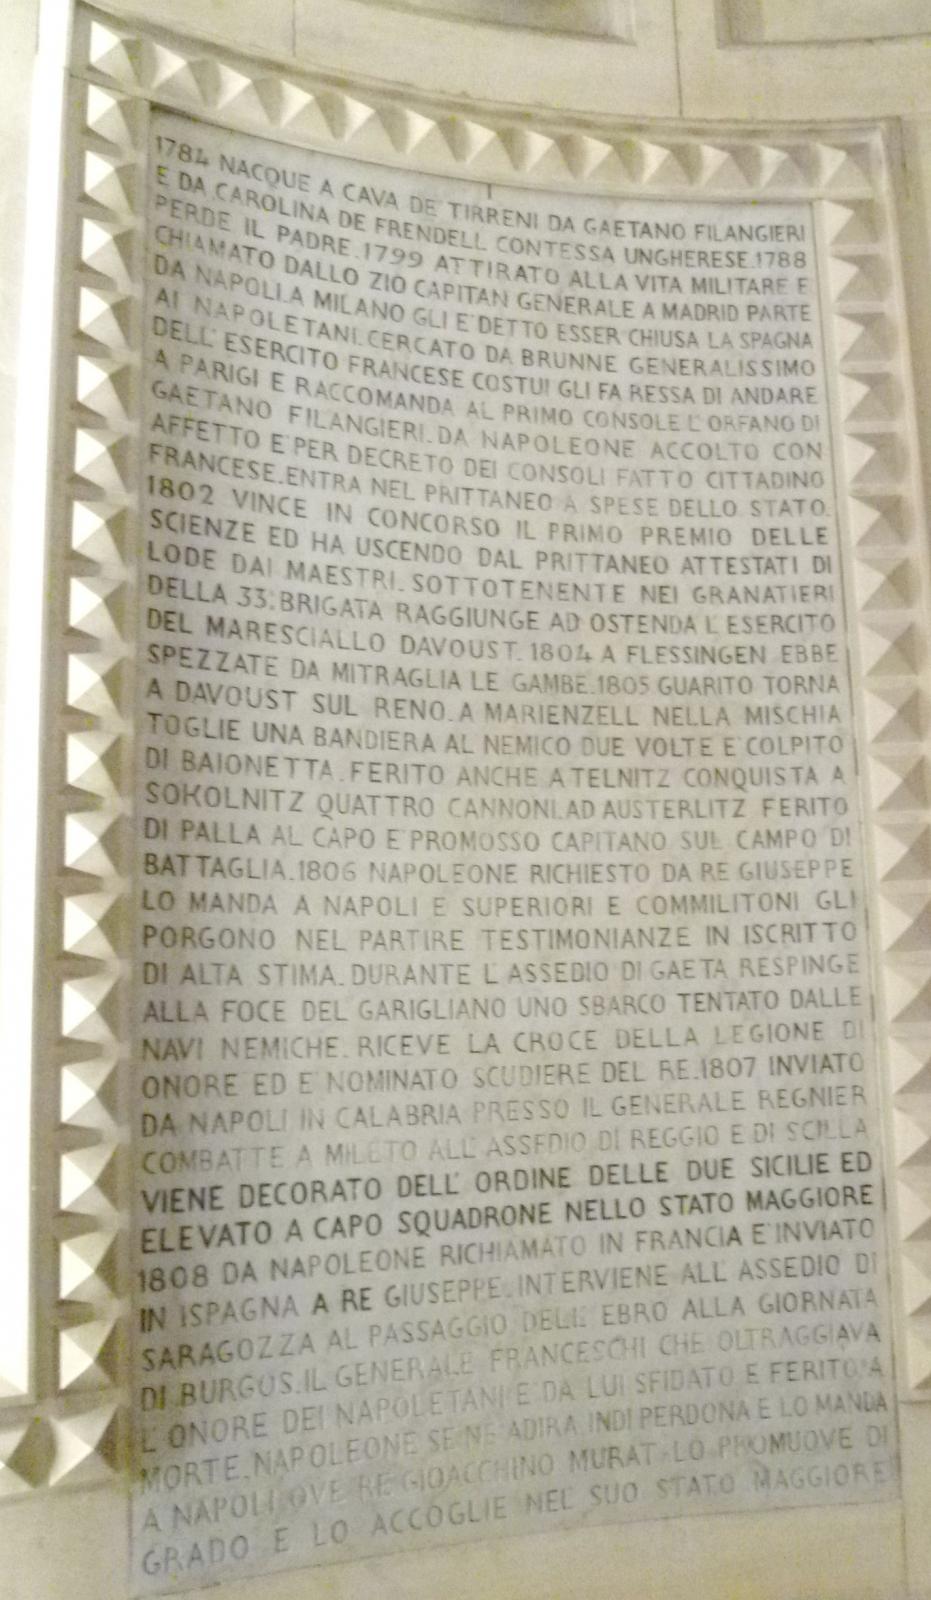 1784 NACQUE A CAVA DE' TIRRENI DA GAETANO FILANGIERI
E DA CAROLINA DE FRENDELL CONTESSA UNGHERESE.1788
PERDE IL PADRE.1799 ATTIRATO ALLA VITA MILITARE E
CHIAMATO DALLO ZIO CAPITAN GENERALE A MADRID PARTE
DA NAPOLI.A MILANO GLI E' DETTO ESSER CHIUSA LA SPAGNA
AI NAPOLETANI.CERCATO DA BRUNNE GENERALISSIMO
DELL' ESERCITO FRANCESE COSTUI GLI FA RESSA DI ANDARE
A PARIGI E RACCOMANDA AL PRIMO CONSOLE L' ORFANO DI
GAETANO FILANGIERI.DA NAPOLEONE ACCOLTO CON
AFFETTO E' PER DECRETO DEI CONSOLI FATTO CITTADINO
FRANCESE.ENTRA NEL PRITTANEO A SPESE DELLO STATO.
1802 VINCE IN CONCORSO IL PRIMO PREMIO DELLE
SCIENZE ED HA USCENDO DAL PRITTANEO ATTESTATI DI
LODE DAI MAESTRI.SOTTOTENENTE NEI GRANATIERI
DELLA 33.BRIGATA RAGGIUNGE AD OSTENDA L' ESERCITO
DEL MARESCIALLO DAVOUST.1804 A FLESSINGEN EBBE
SPEZZATE DA MITRAGLIA LE GAMBE.1805 GUARITO TORNA
A DAVOUST SUL RENO.A MARIENZELL NELLA MISCHIA
TOGLIE UNA BANDIERA AL NEMICO DUE VOLTE E' COLPITO
DI BAIONETTA.FERITO ANCHE A TELNITZ CONQUISTA A
SOKOLNITZ QUATTRO CANNONI.AD AUSTERLITZ FERITO
DI PALLA AL CAPO E' PROMOSSO CAPITANO SUL CAMPO DI
BATTAGLIA.1806 NAPOLEONE RICHIESTO DA RE GIUSEPPE
LO MANDA A NAPOLI E SUPERIORI E COMMILITONI GLI
PORGONO NEL PARTIRE TESTIMONIANZE IN ISCRITTO
DI ALTA STIMA.DURANTE L' ASSEDIO DI GAETA RESPINGE
ALLA FOCE DEL GARIGLIANO UNO SBARCO TENTATO DALLE
NAVI NEMICHE.RICEVE LA CROCE DELLA LEGIONE DI
ONORE ED E' NOMINATO SCUDIERE DEL RE.1807 INVIATO
DA NAPOLI IN CALABRIA PRESSO IL GENERALE REGNIER
COMBATTE A MILETO ALL' ASSEDIO DI REGGIO E DI SCILLA
VIENE DECORATO DELL' ORDINE DELLE DUE SICILIE ED
ELEVATO A CAPO SQUADRONE NELLO STATO MAGGIORE
1808 DA NAPOLEONE RICHIAMATO IN FRANCIA E' INVIATO
IN ISPAGNA A RE GIUSEPPE.INTERVIENE ALL' ASSEDIO DI
SARAGOZZA AL PASSAGGIO DELL' EBRO ALLA GIORNATA
DI BURGOS.IL GENERALE FRANCESCHI CHE OLTRAGGIAVA
L' ONORE DEI NAPOLETANI E' DA LUI SFIDATO E FERITO A
MORTE.NAPOLEONE SE NE ADIRA INDI PERDONA E LO MANDA
A NAPOLI OVE RE GIOACCHINO MURAT LO PROMUOVE DI
GRADO E LO ACCOGLIE NEL SUO STATO MAGGIORE